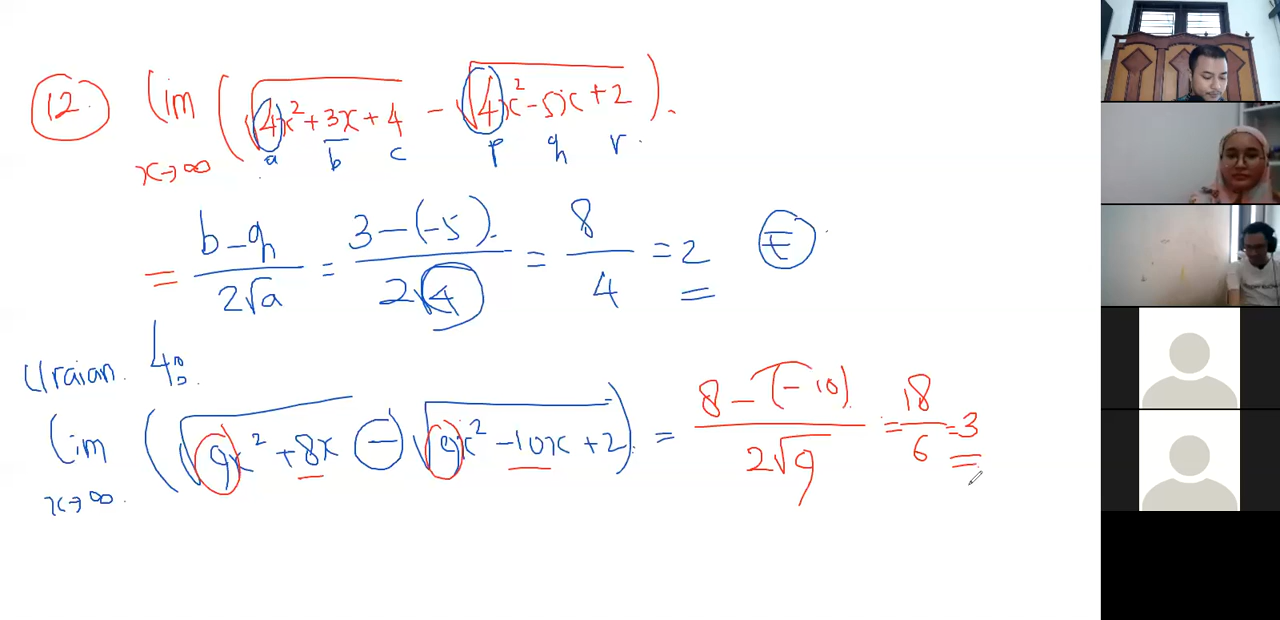 12. lim x→∞ (√(4x² + 3x + 4) − √(4x² − 5x + 2)).
a b c p q r.
= (b − q)/(2√a) = (3 − (−5))/(2√4) = 8/4 = 2 E
Uraian 4:
lim x→∞ (√(9x² + 8x) − √(9x² − 10x + 2)) = (8 − (−10))/(2√9) = 18/6 = 3